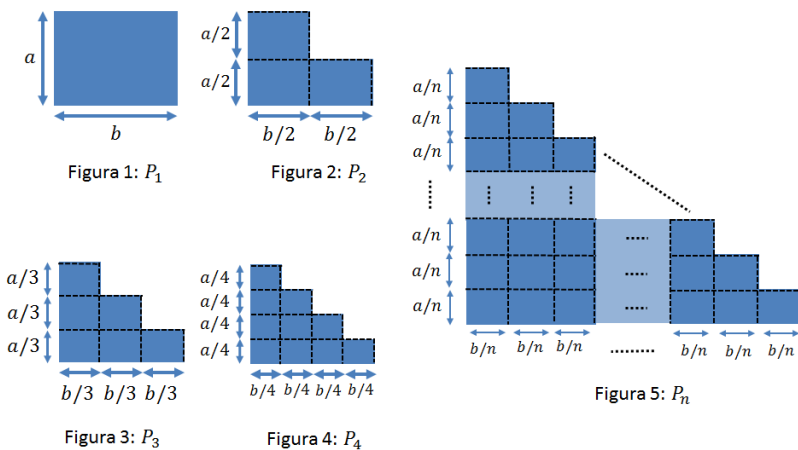 a
b
Figura 1: P₁
a/2
a/2
b/2 b/2
Figura 2: P₂
a/3
a/3
a/3
b/3 b/3 b/3
Figura 3: P₃
a/4
a/4
a/4
a/4
b/4 b/4 b/4 b/4
Figura 4: P₄
a/n
a/n
a/n
a/n
a/n
a/n
b/n b/n b/n b/n b/n b/n
Figura 5: Pₙ